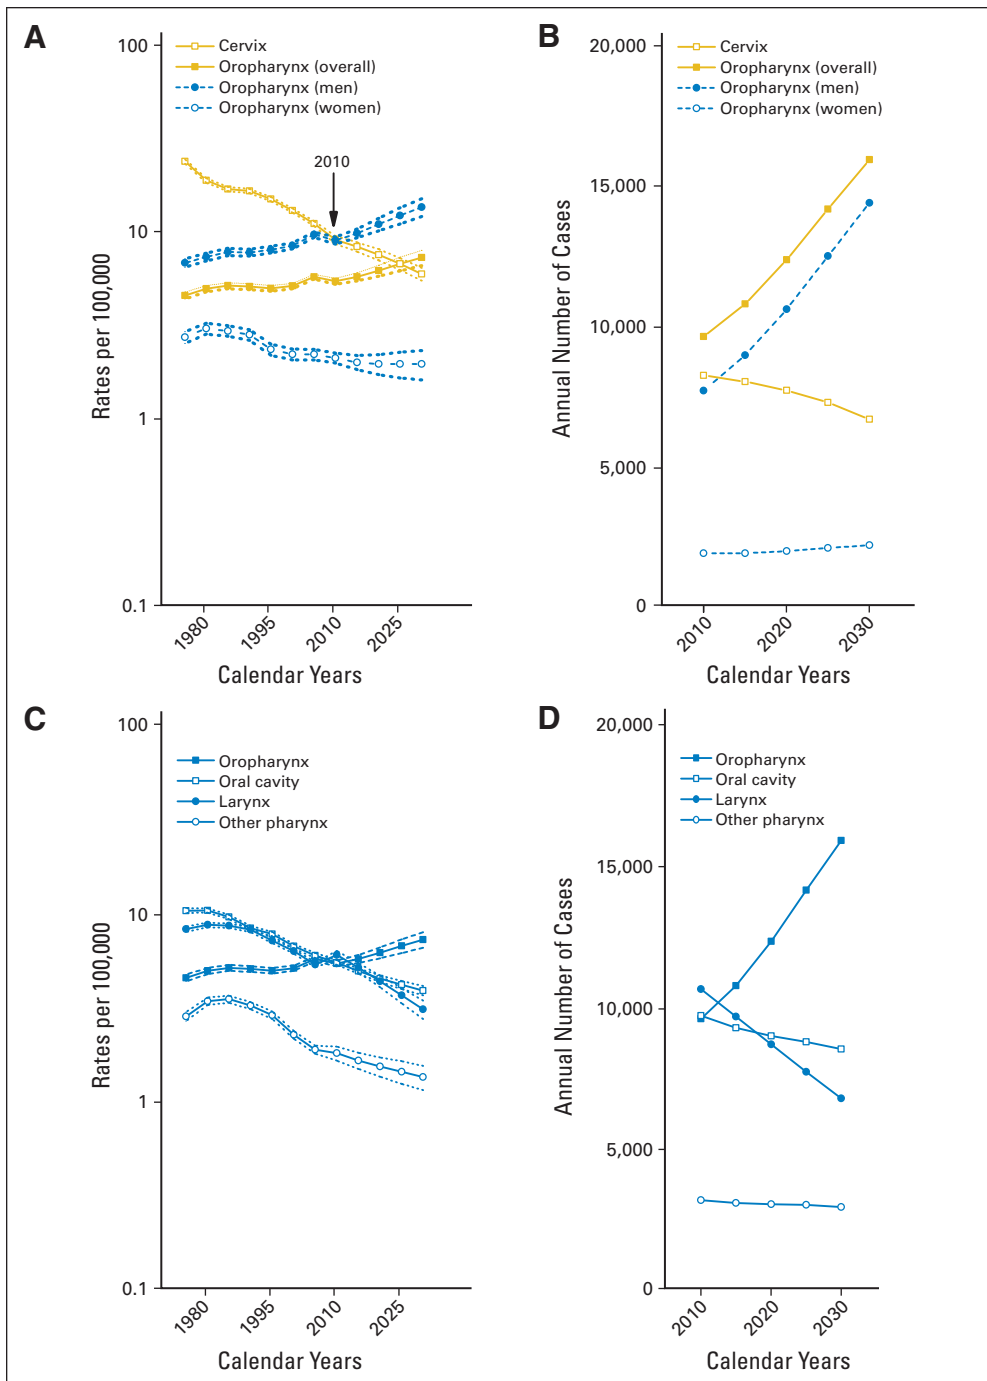 A
100
10
1
0.1
Rates per 100,000
Cervix
Oropharynx (overall)
Oropharynx (men)
Oropharynx (women)
2010
1980
1995
2010
2025
Calendar Years
B
20,000
15,000
10,000
5,000
0
Annual Number of Cases
Cervix
Oropharynx (overall)
Oropharynx (men)
Oropharynx (women)
2010
2020
2030
Calendar Years
C
100
10
1
0.1
Rates per 100,000
Oropharynx
Oral cavity
Larynx
Other pharynx
1980
1995
2010
2025
Calendar Years
D
20,000
15,000
10,000
5,000
0
Annual Number of Cases
Oropharynx
Oral cavity
Larynx
Other pharynx
2010
2020
2030
Calendar Years